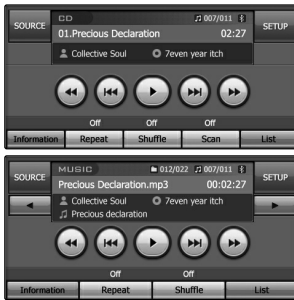 SOURCE CD 007/011 SETUP
01.Precious Declaration 02:27
Collective Soul 7even year itch
Off Off Off
Information Repeat Shuffle Scan List
SOURCE MUSIC 012/022 007/011 SETUP
Precious Declaration.mp3 00:02:27
Collective Soul 7even year itch
Precious declaration
Off Off
Information Repeat Shuffle List